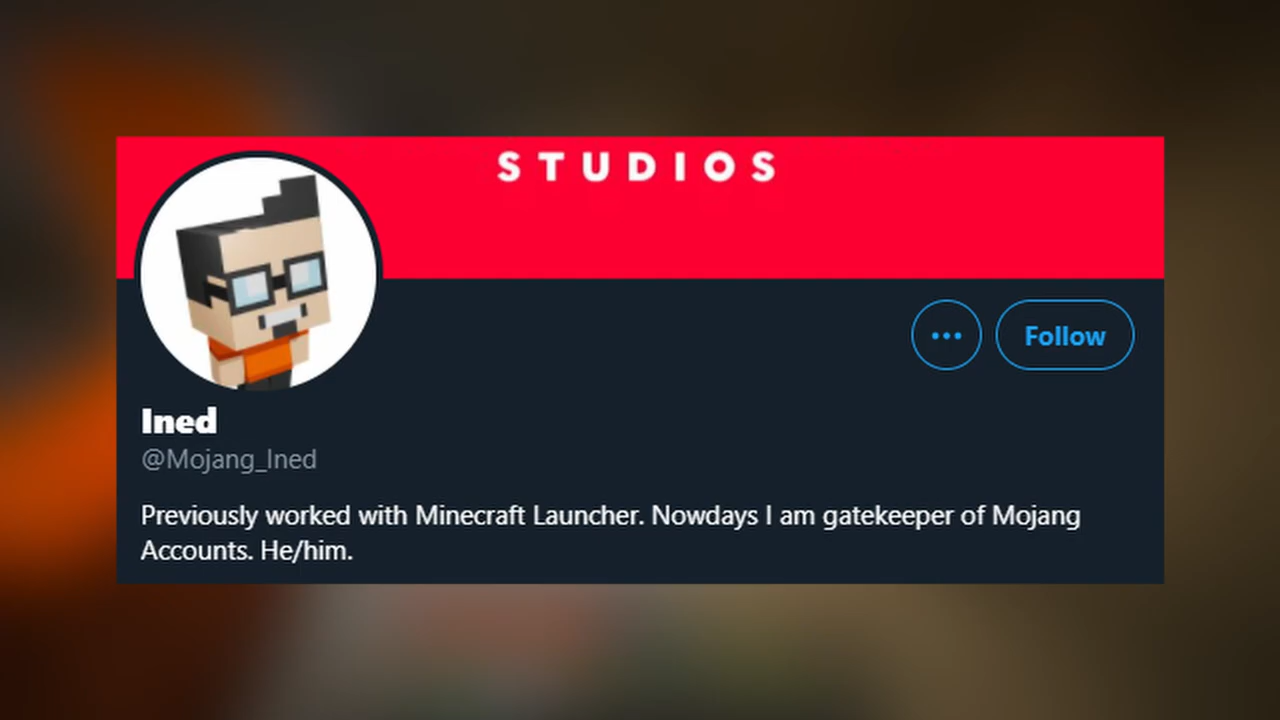 STUDIOS
Follow
Ined
@Mojang_Ined
Previously worked with Minecraft Launcher. Nowdays I am gatekeeper of Mojang
Accounts. He/him.